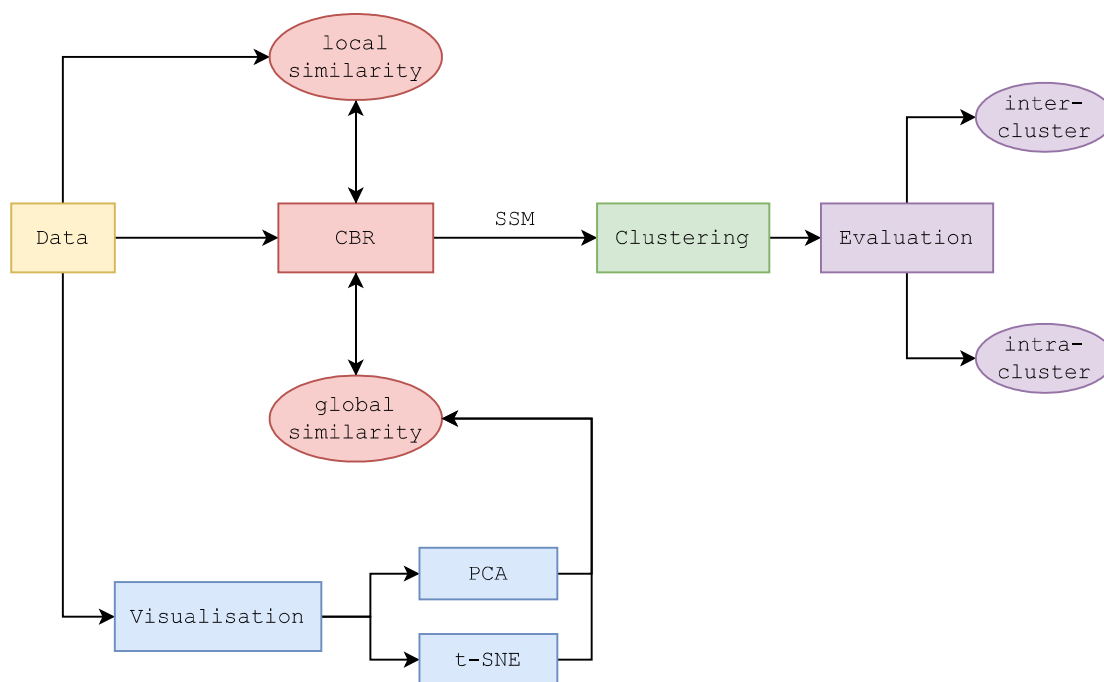 local
similarity
inter-
cluster
Data
CBR
SSM
Clustering
Evaluation
intra-
cluster
global
similarity
PCA
Visualisation
t-SNE